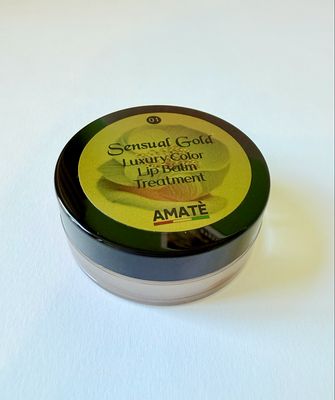 01
Sensual Gold
Luxury Color
Lip Balm
Treatment
AMATÈ